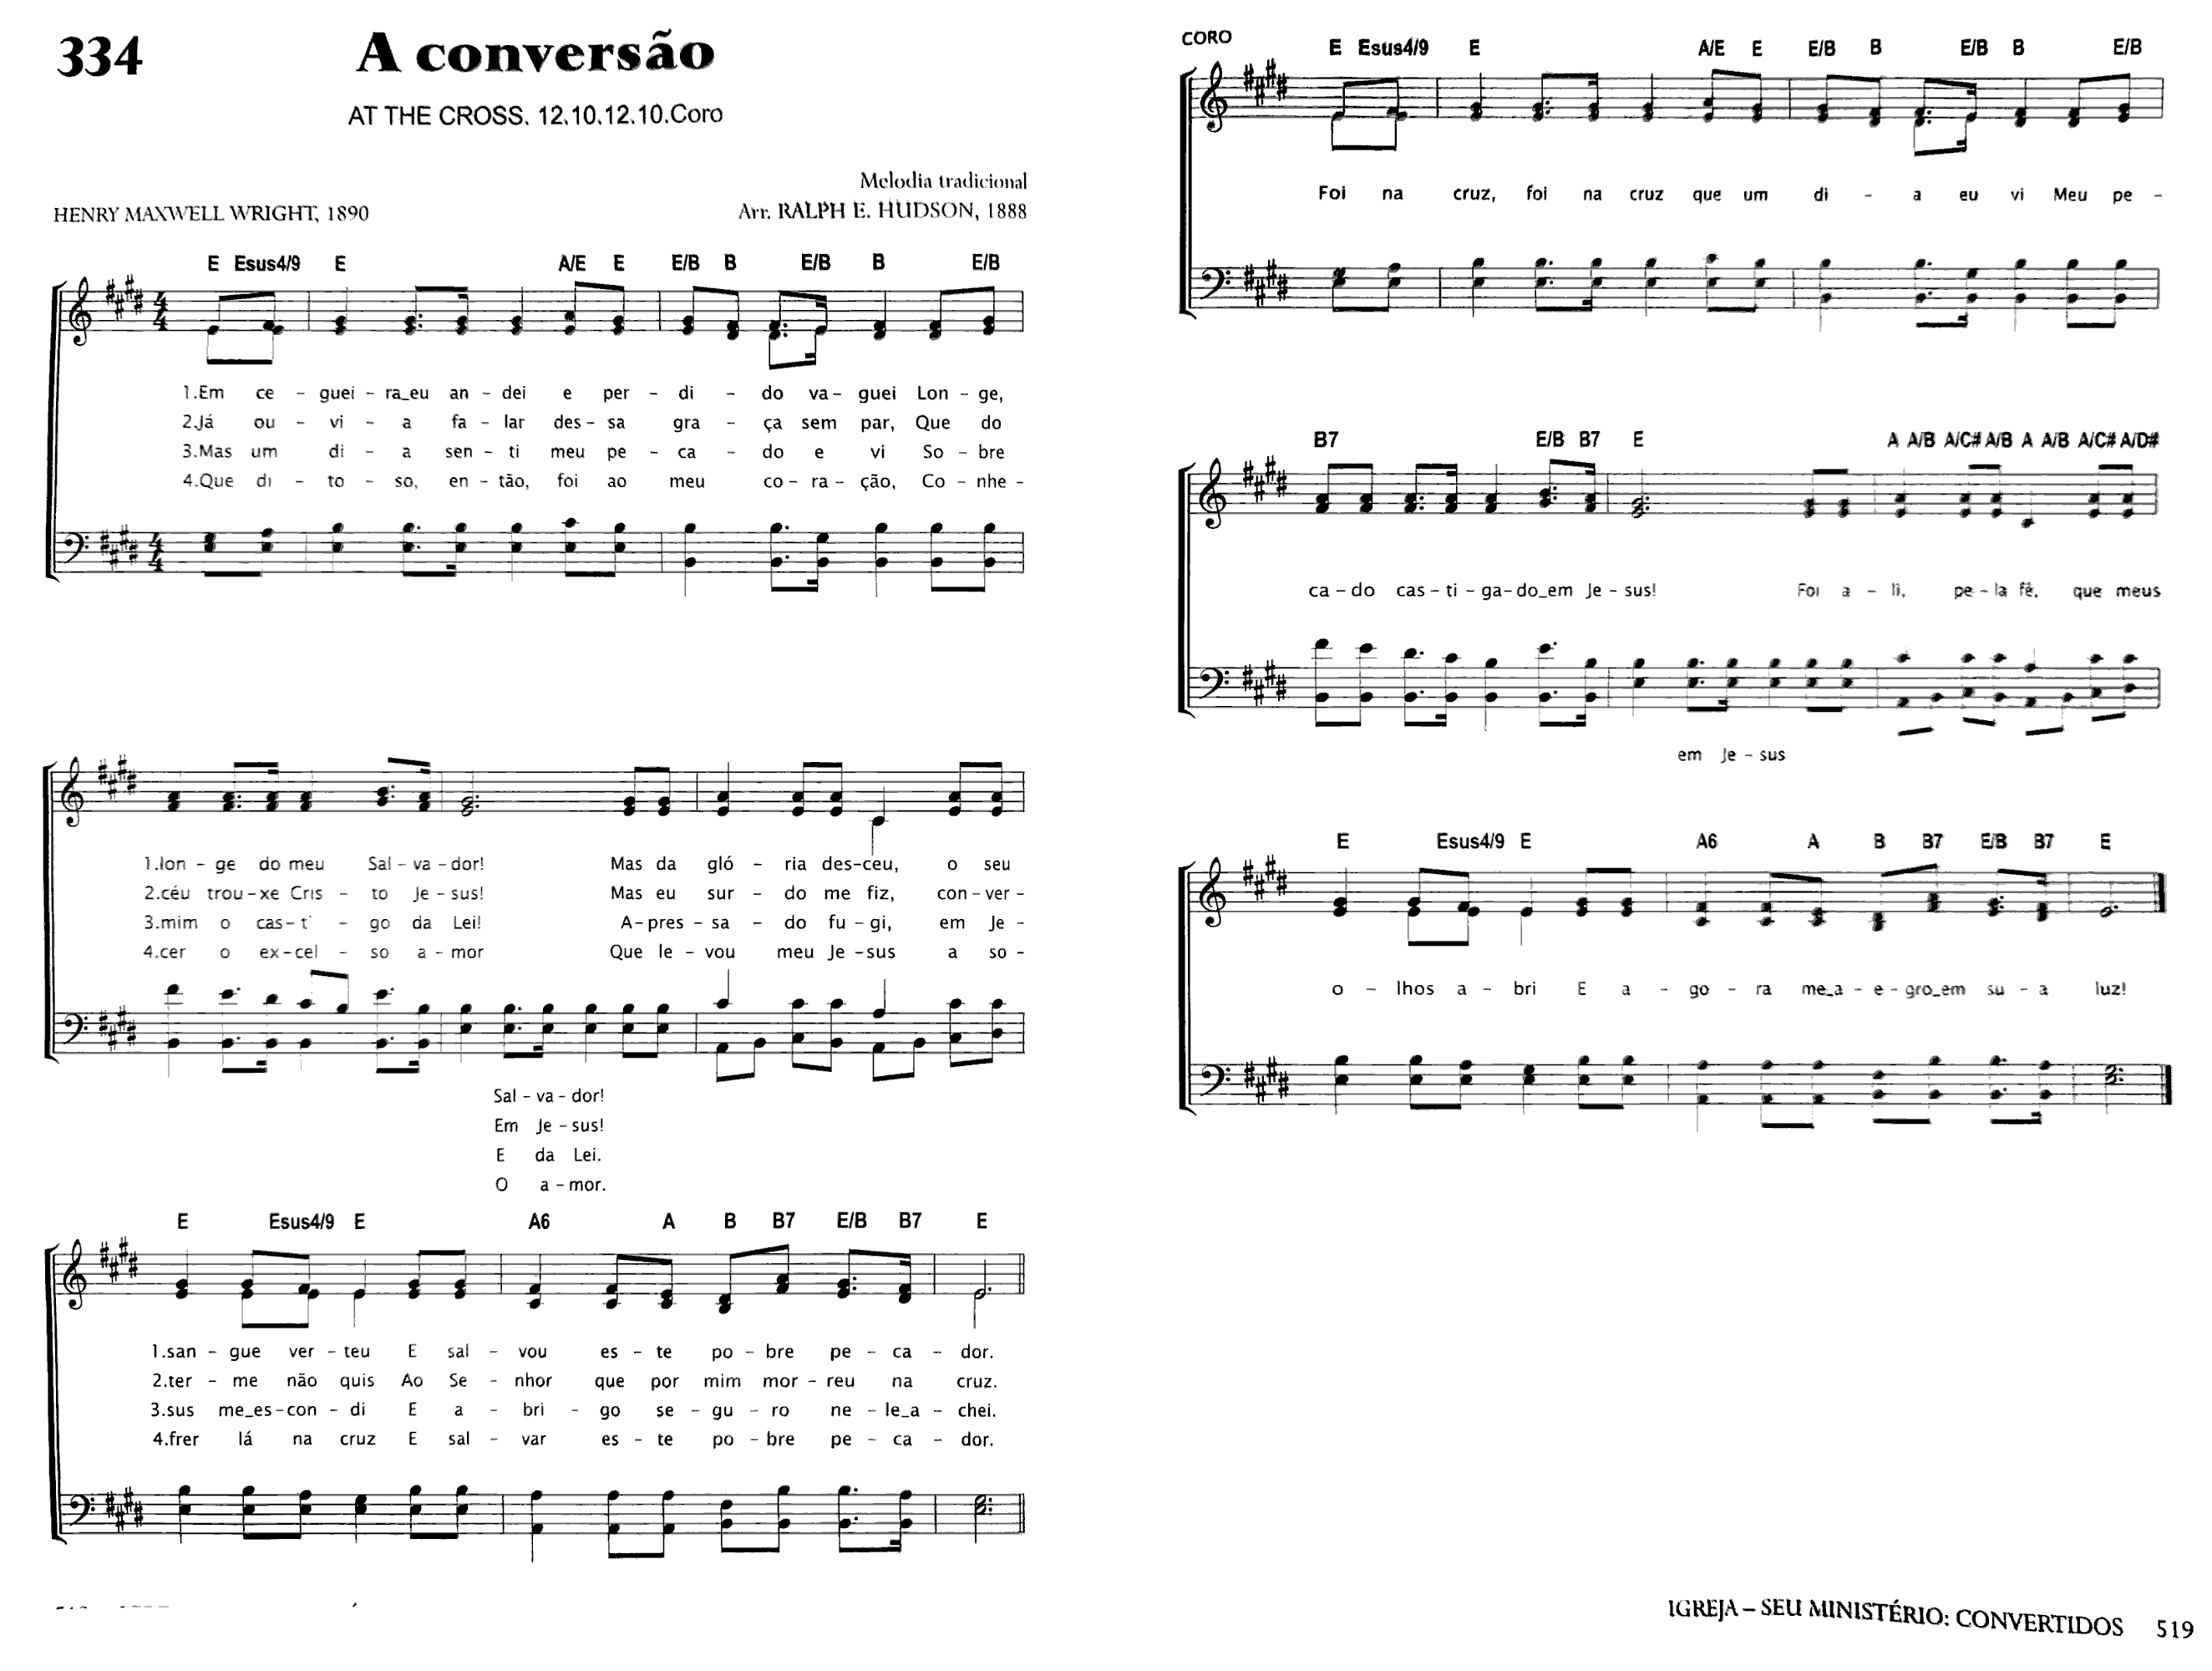 334
A conversão
AT THE CROSS. 12.10.12.10.Coro
Melodia tradicional
HENRY MAXWELL WRIGHT, 1890
Arr. RALPH E. HUDSON, 1888
E Esus4/9 E A/E E E/B B E/B B E/B
1.Em ce - guei - ra_eu an - dei e per - di - do va - guei Lon - ge,
2.Já ou - vi - a fa - lar des - sa gra - ça sem par, Que do
3.Mas um di - a sen - ti meu pe - ca - do e vi So - bre
4.Que di - to - so, en - tão, foi ao meu co - ra - ção, Co - nhe -
1.lon - ge do meu Sal - va - dor! Mas da gló - ria des - ceu, o seu
2.céu trou - xe Cris - to Je - sus! Mas eu sur - do me fiz, con - ver -
3.mim o cas - ti - go da Lei! A - pres - sa - do fu - gi, em Je -
4.cer o ex - cel - so a - mor Que le - vou meu Je - sus a so -
Sal - va - dor!
Em Je - sus!
E da Lei.
O a - mor.
E Esus4/9 E A6 A B B7 E/B B7 E
1.san - gue ver - teu E sal - vou es - te po - bre pe - ca - dor.
2.ter - me não quis Ao Se - nhor que por mim mor - reu na cruz.
3.sus me_es - con - di E a - bri - go se - gu - ro ne - le_a - chei.
4.frer lá na cruz E sal - var es - te po - bre pe - ca - dor.
CORO
E Esus4/9 E A/E E E/B B E/B B E/B
Foi na cruz, foi na cruz que um di - a eu vi Meu pe -
B7 E/B B7 E A A/B A/C# A/B A A/B A/C# A/D#
ca - do cas - ti - ga - do_em Je - sus! Foi a - li, pe - la fé, que meus
em Je - sus
E Esus4/9 E A6 A B B7 E/B B7 E
o - lhos a - bri E a - go - ra me_a - e - gro_em su - a luz!
IGREJA – SEU MINISTÉRIO: CONVERTIDOS 519